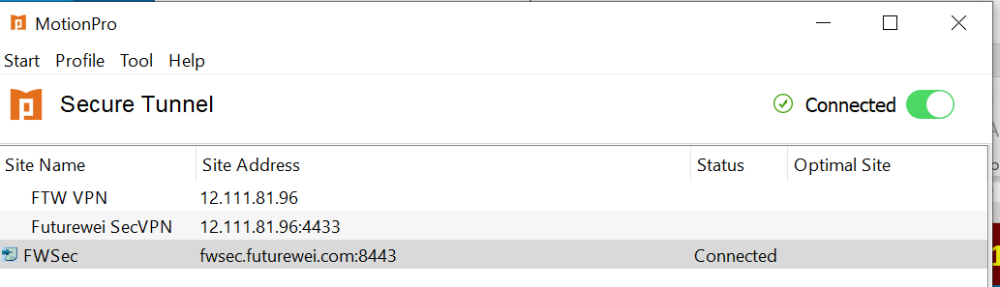 MotionPro
Start Profile Tool Help
Secure Tunnel Connected
Site Name Site Address Status Optimal Site
FTW VPN 12.111.81.96
Futurewei SecVPN 12.111.81.96:4433
FWSec fwsec.futurewei.com:8443 Connected